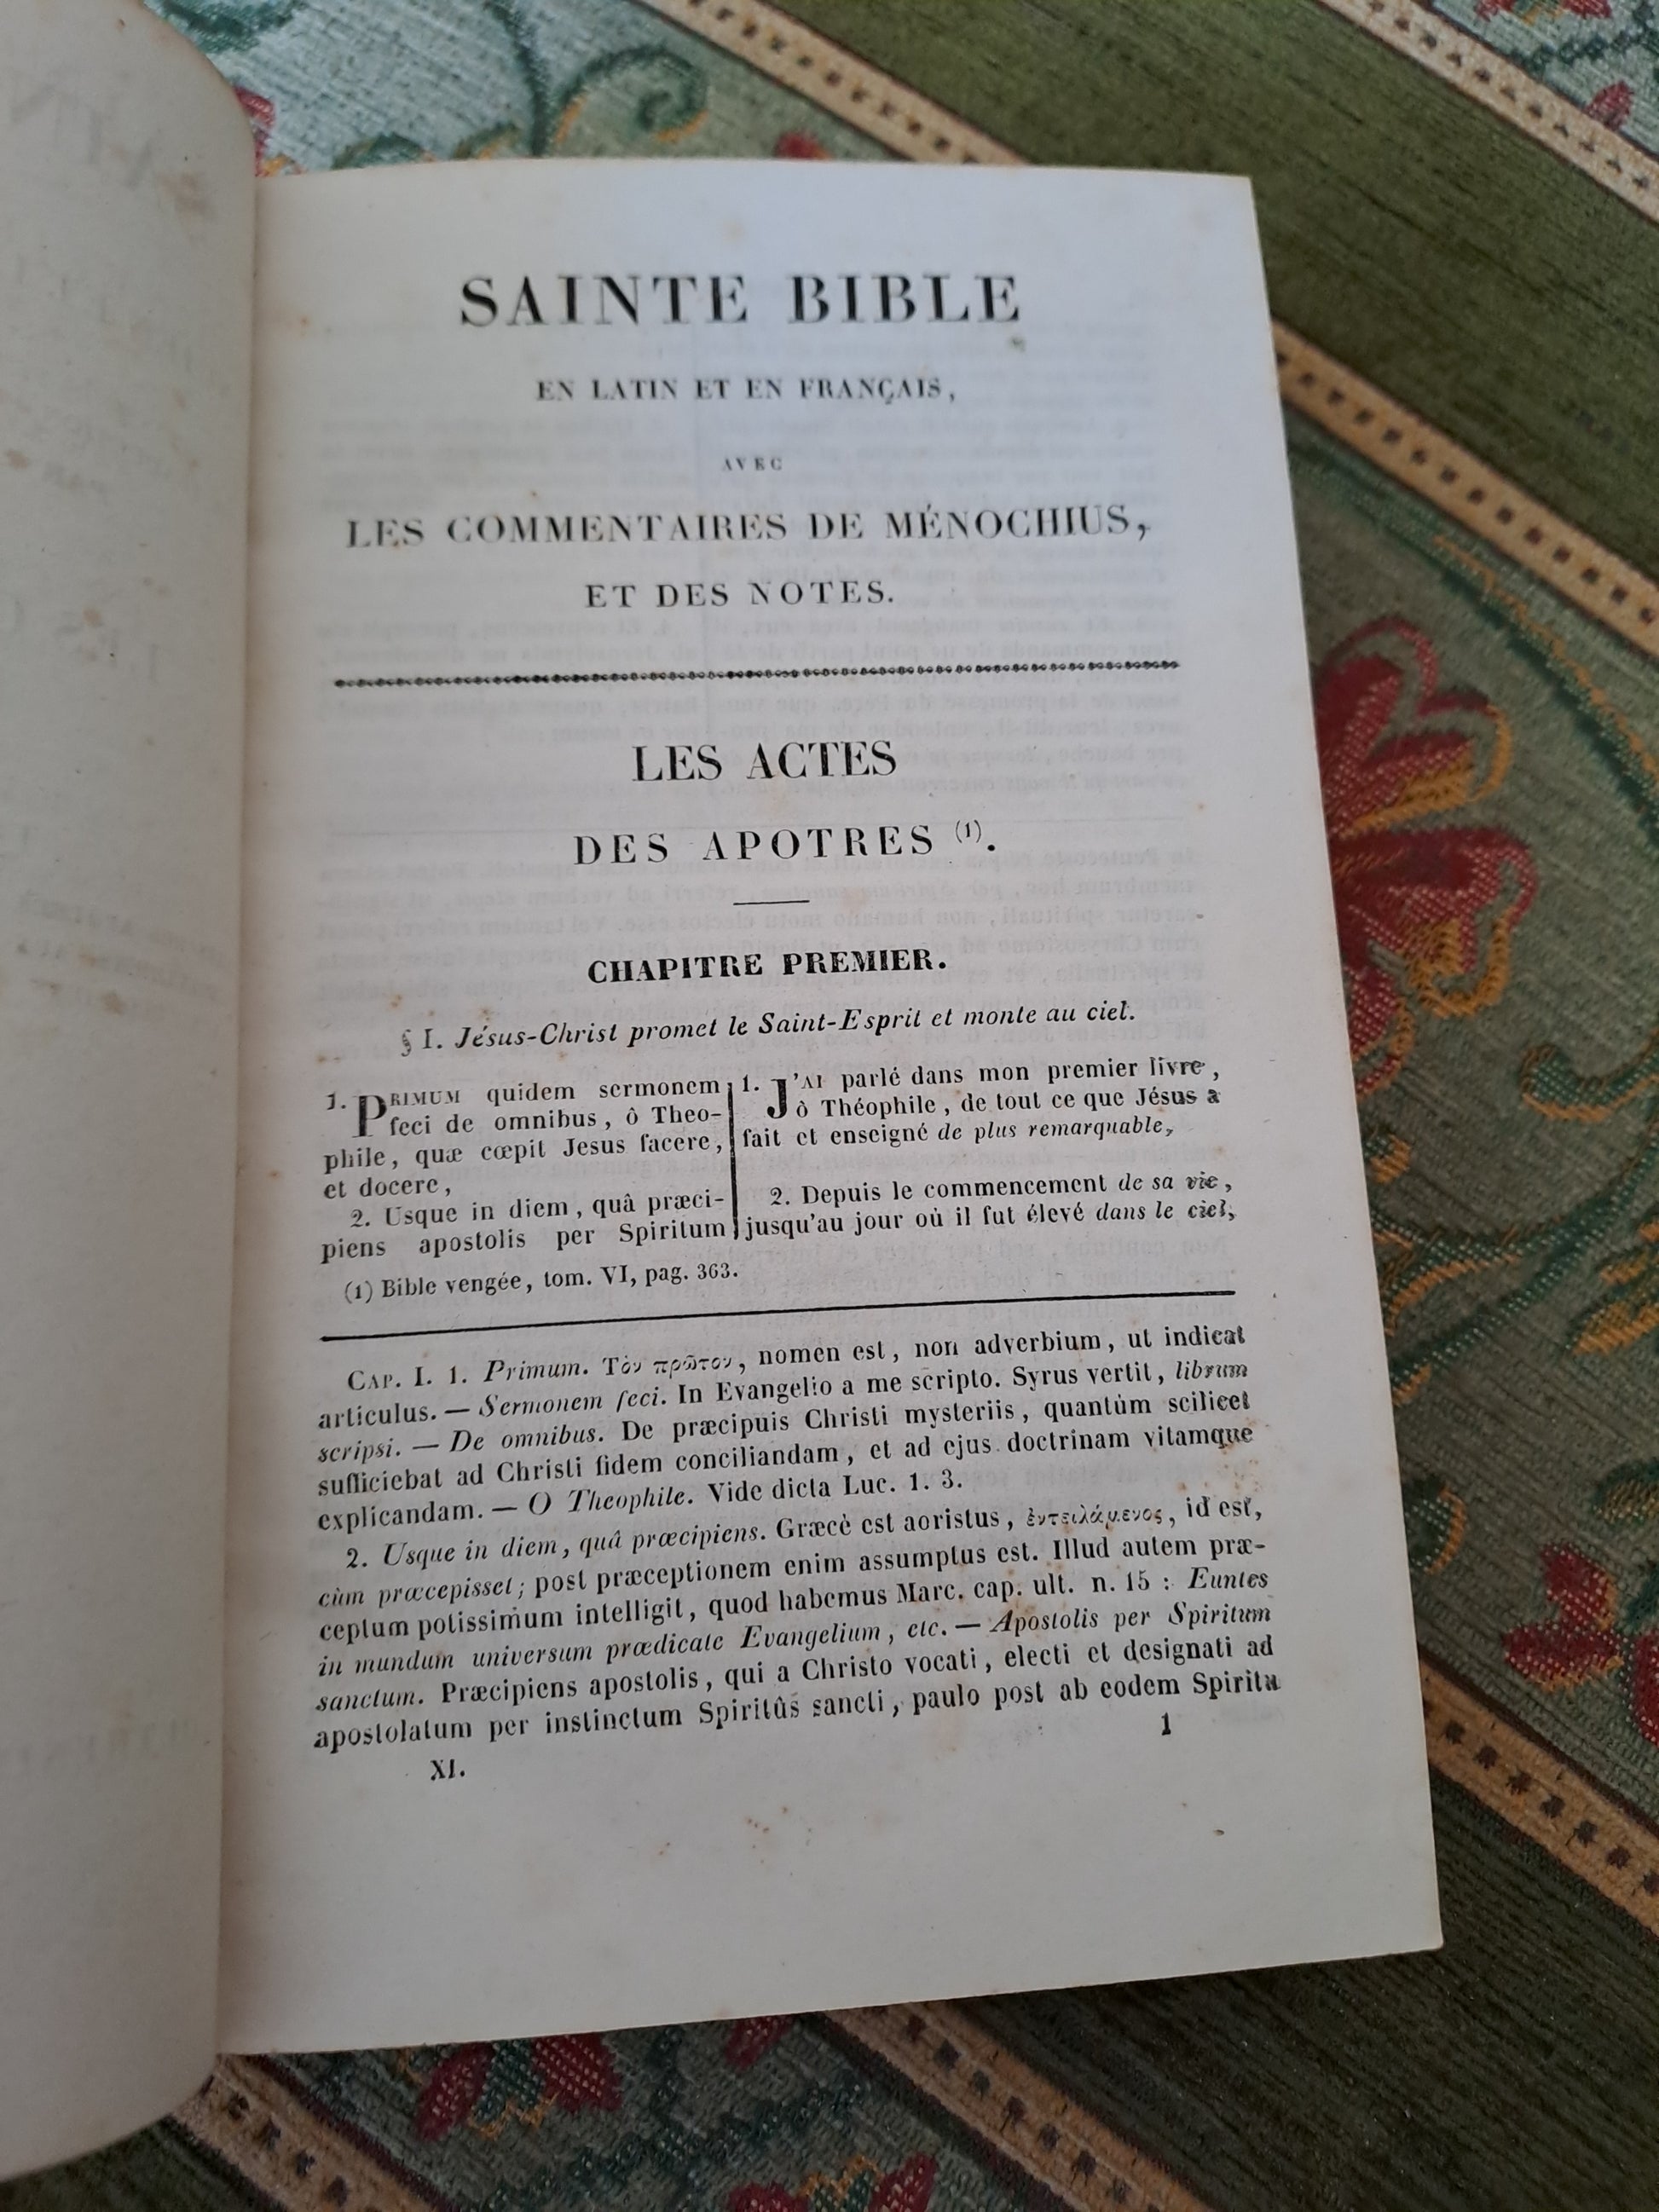 SAINTE BIBLE
EN LATIN ET EN FRANÇAIS,
AVEC
LES COMMENTAIRES DE MÉNOCHIUS,
ET DES NOTES.
LES ACTES
DES APOTRES (1).
CHAPITRE PREMIER.
§ I. Jésus-Christ promet le Saint-Esprit et monte au ciel.
1. PRIMUM quidem sermonem
feci de omnibus, ô Theo-
phile, quæ cœpit Jesus facere,
et docere,
2. Usque in diem, quâ præci-
piens apostolis per Spiritum
1. J'AI parlé dans mon premier livre,
ô Théophile, de tout ce que Jésus a
fait et enseigné de plus remarquable,
2. Depuis le commencement de sa vie,
jusqu'au jour où il fut élevé dans le ciel,
(1) Bible vengée, tom. VI, pag. 363.
CAP. I. 1. Primum. Τὸν πρῶτον, nomen est, non adverbium, ut indicat
articulus. — Sermonem feci. In Evangelio a me scripto. Syrus vertit, librum
scripsi. — De omnibus. De præcipuis Christi mysteriis, quantùm scilicet
sufficiebat ad Christi fidem conciliandam, et ad ejus doctrinam vitamque
explicandam. — O Theophile. Vide dicta Luc. 1. 3.
2. Usque in diem, quâ præcipiens. Græcè est aoristus, ἐντειλάμενος, id est,
cùm præcepisset; post præceptionem enim assumptus est. Illud autem præ-
ceptum potissimum intelligit, quod habemus Marc. cap. ult. n. 15 : Euntes
in mundum universum prædicate Evangelium, etc. — Apostolis per Spiritum
sanctum. Præcipiens apostolis, qui a Christo vocati, electi et designati ad
apostolatum per instinctum Spiritûs sancti, paulo post ab eodem Spiritu
XI.
1